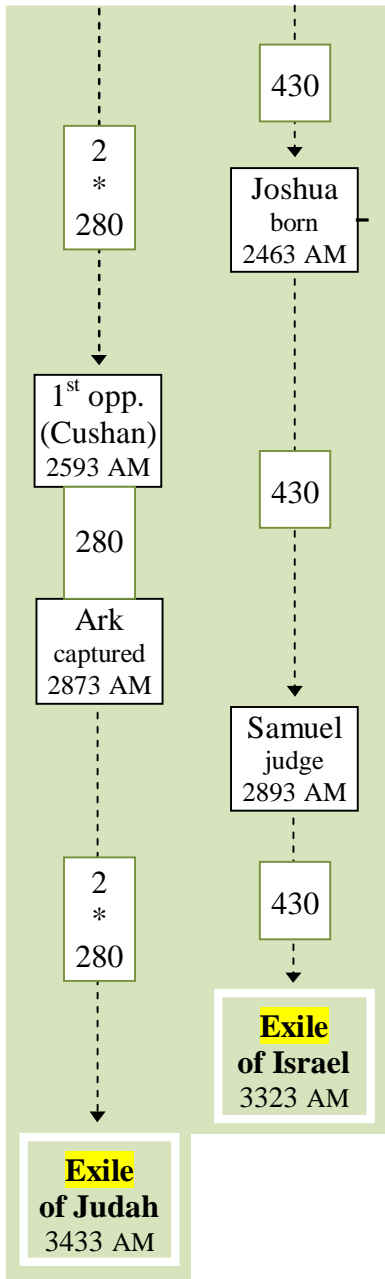 2
*
280
1st opp.
(Cushan)
2593 AM
280
Ark
captured
2873 AM
2
*
280
Exile
of Judah
3433 AM
430
Joshua
born
2463 AM
430
Samuel
judge
2893 AM
430
Exile
of Israel
3323 AM